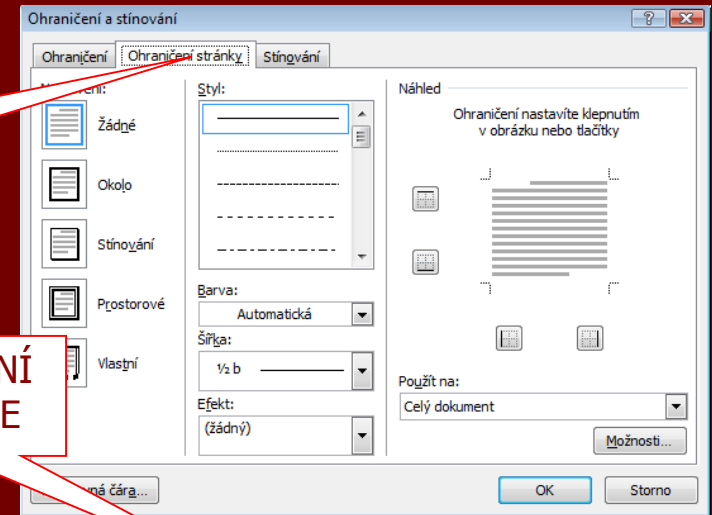 Ohraničení a stínování
Ohraničení
Ohraničení stránky
Stínování
Žádné
Okolo
Stínování
Prostorové
Vlastní
NÍ
E
čára...
Styl:
Barva:
Automatická
Šířka:
½ b
Efekt:
(žádný)
Náhled
Ohraničení nastavíte klepnutím
v obrázku nebo tlačítky
Použít na:
Celý dokument
Možnosti...
OK
Storno